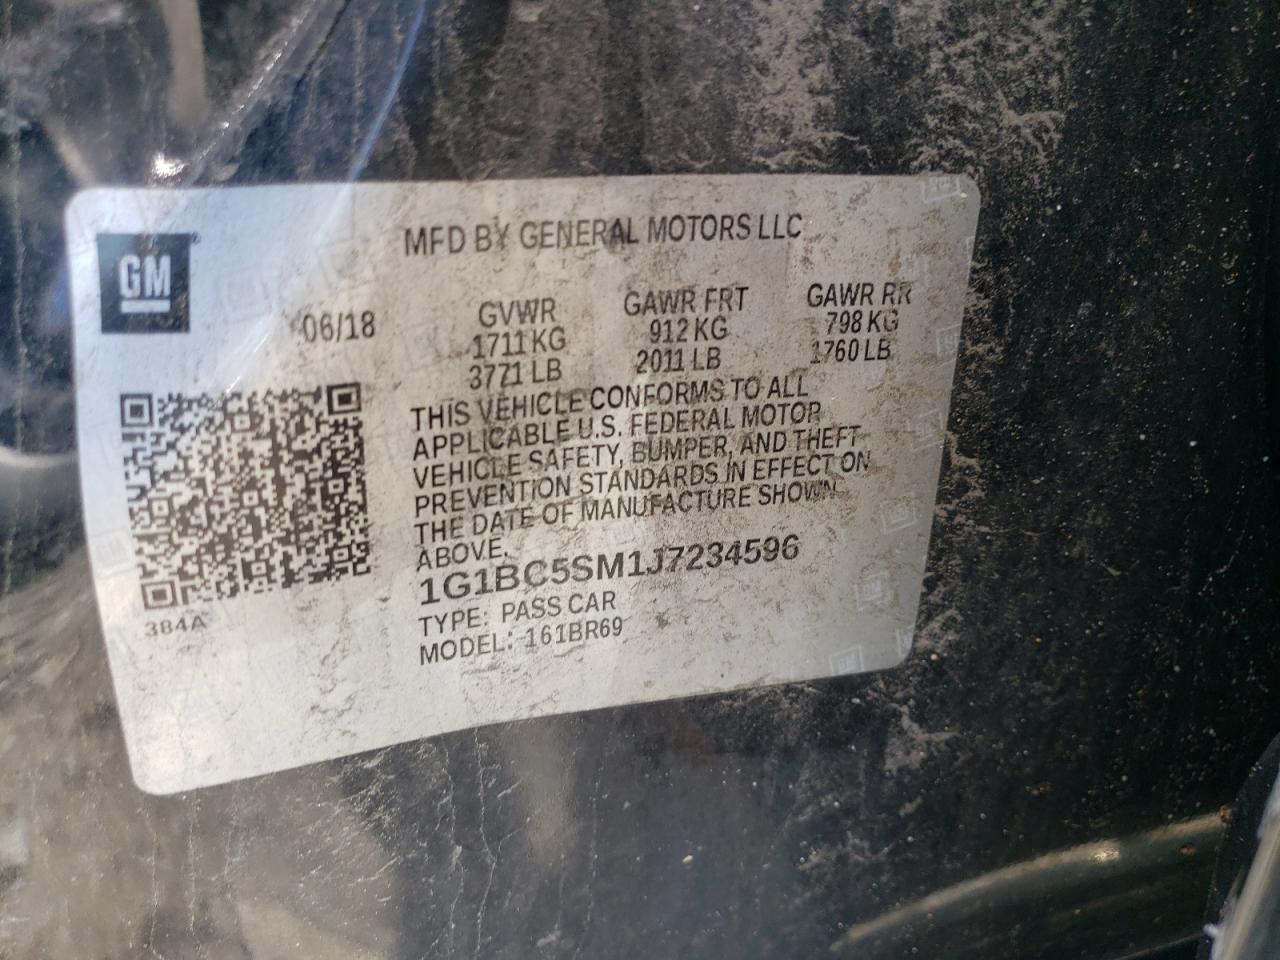 MFD BY GENERAL MOTORS LLC
GM
06/18
GVWR
1711 KG
3771 LB
GAWR FRT
912 KG
2011 LB
GAWR RR
798 KG
1760 LB
THIS VEHICLE CONFORMS TO ALL
APPLICABLE U.S. FEDERAL MOTOR
VEHICLE SAFETY, BUMPER, AND THEFT
PREVENTION STANDARDS IN EFFECT ON
THE DATE OF MANUFACTURE SHOWN
ABOVE.
1G1BC5SM1J7234596
TYPE: PASS CAR
MODEL: 161BR69
384A